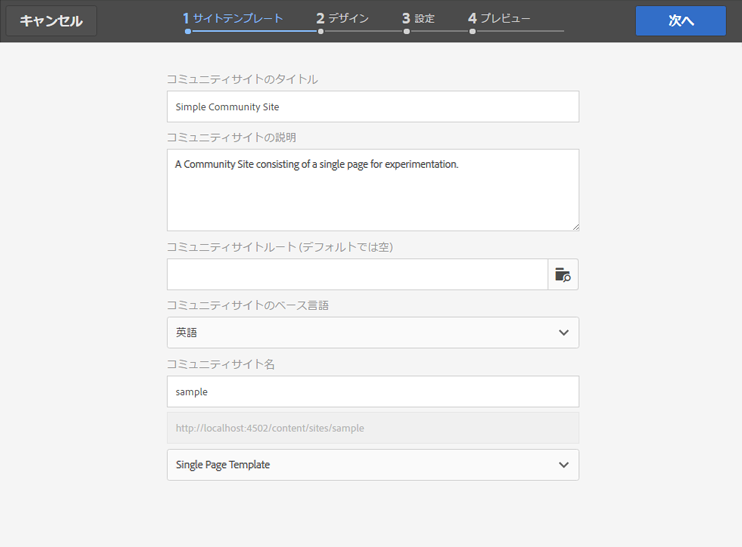 キャンセル
1 サイトテンプレート
2 デザイン
3 設定
4 プレビュー
次へ
コミュニティサイトのタイトル
Simple Community Site
コミュニティサイトの説明
A Community Site consisting of a single page for experimentation.
コミュニティサイトルート (デフォルトでは空)
コミュニティサイトのベース言語
英語
コミュニティサイト名
sample
http://localhost:4502/content/sites/sample
Single Page Template